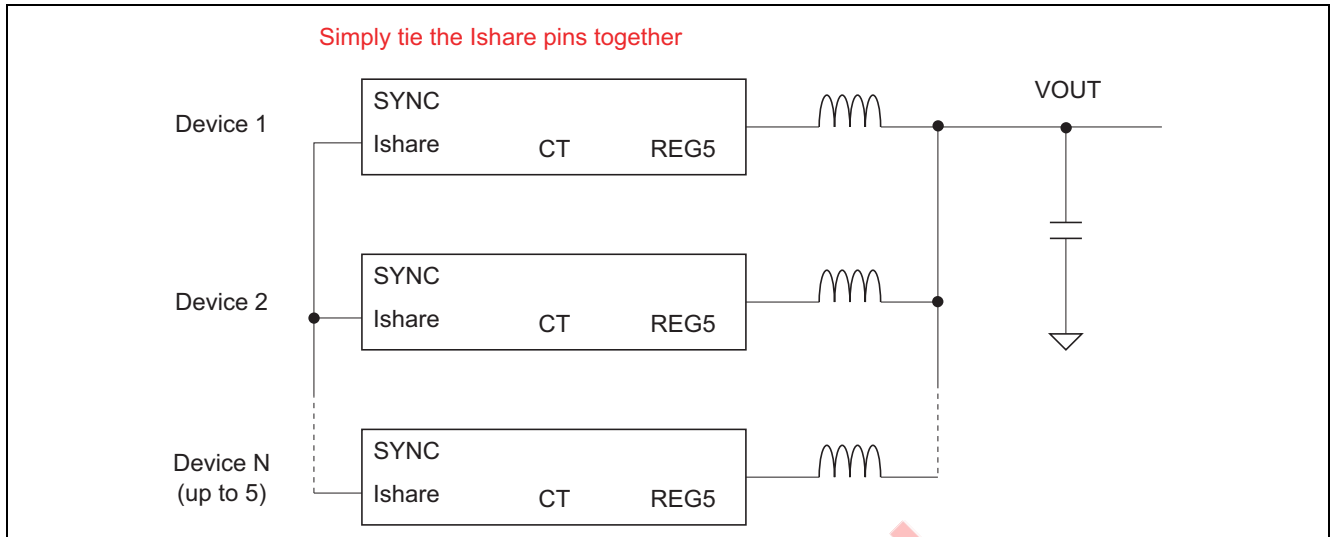 Simply tie the Ishare pins together
VOUT
Device 1
SYNC
Ishare CT REG5
Device 2
SYNC
Ishare CT REG5
Device N
(up to 5)
SYNC
Ishare CT REG5